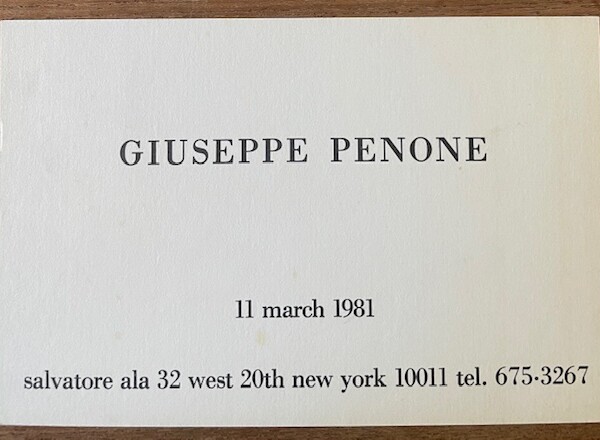 GIUSEPPE PENONE
11 march 1981
salvatore ala 32 west 20th new york 10011 tel. 675·3267